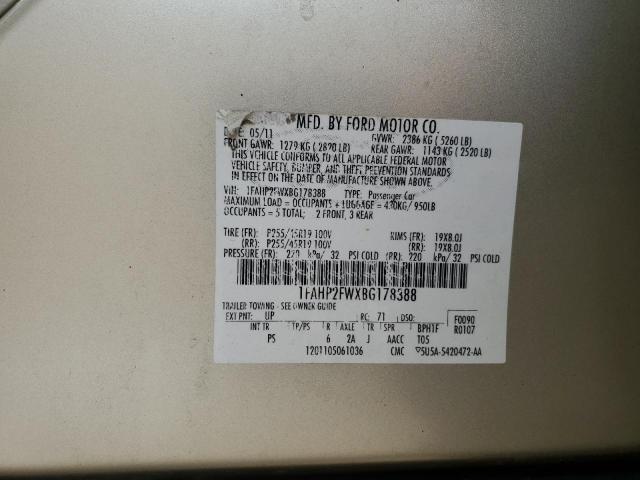 MFD. BY FORD MOTOR CO.
DATE: 05/11 GVWR: 2386 KG ( 5260 LB)
FRONT GAWR: 1279 KG ( 2820 LB) REAR GAWR: 1143 KG ( 2520 LB)
THIS VEHICLE CONFORMS TO ALL APPLICABLE FEDERAL MOTOR
VEHICLE SAFETY, BUMPER, AND THEFT PREVENTION STANDARDS
IN EFFECT ON THE DATE OF MANUFACTURE SHOWN ABOVE.
VIN: 1FAHP2FWXBG178388 TYPE: Passenger Car
MAXIMUM LOAD = OCCUPANTS + LUGGAGE = 430KG/ 950LB
OCCUPANTS = 5 TOTAL; 2 FRONT, 3 REAR
TIRE (FR): P255/45R19 100V RIMS (FR): 19X8.0J
(RR): P255/45R19 100V (RR): 19X8.0J
PRESSURE (FR): 220 kPa/ 32 PSI COLD (RR): 220 kPa/ 32 PSI COLD
1FAHP2FWXBG178388
TRAILER TOWING - SEE OWNER GUIDE
EXT PNT: UP RC: 71 DSO: F0090
INT TR TP/PS R AXLE TR SPR BPH1F R0107
PS 6 2A J AACC T05
1201105061036 CMC 5U5A-5420472-AA